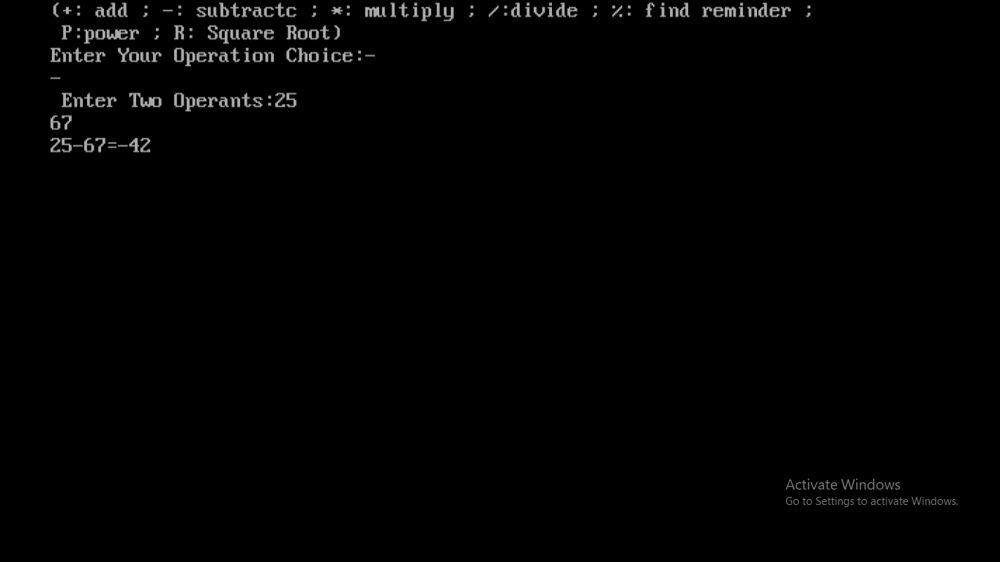 (+: add ; -: subtractc ; *: multiply ; /:divide ; %: find reminder ;
P:power ; R: Square Root)
Enter Your Operation Choice:-
-
Enter Two Operants:25
67
25-67=-42
Activate Windows
Go to Settings to activate Windows.